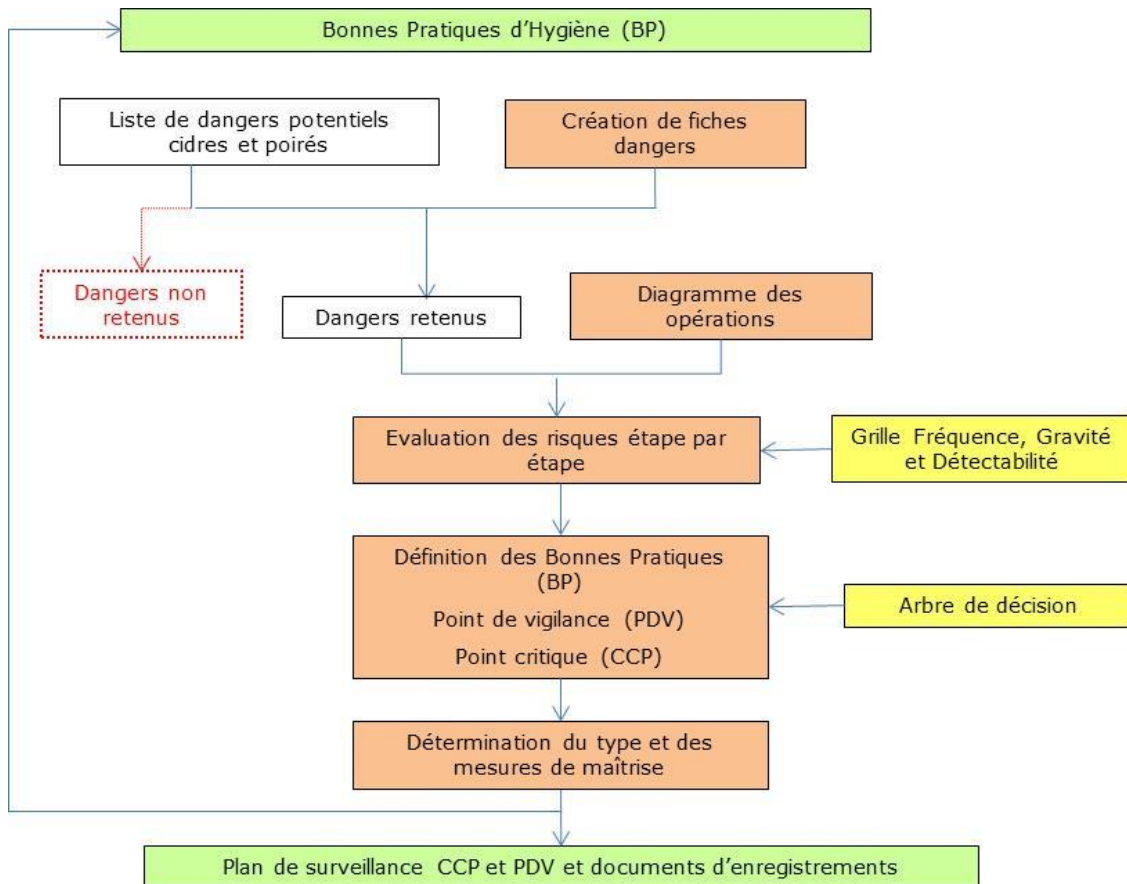 Bonnes Pratiques d'Hygiène (BP)
Liste de dangers potentiels
cidres et poirés
Création de fiches
dangers
Dangers non
retenus
Dangers retenus
Diagramme des
opérations
Evaluation des risques étape par
étape
Grille Fréquence, Gravité
et Détectabilité
Définition des Bonnes Pratiques
(BP)
Point de vigilance (PDV)
Point critique (CCP)
Arbre de décision
Détermination du type et des
mesures de maîtrise
Plan de surveillance CCP et PDV et documents d'enregistrements